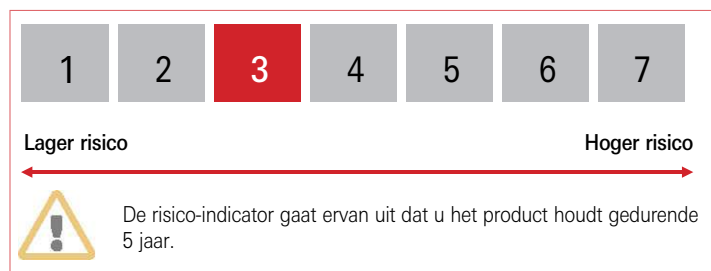 1 2 3 4 5 6 7
Lager risico Hoger risico
De risico-indicator gaat ervan uit dat u het product houdt gedurende
5 jaar.